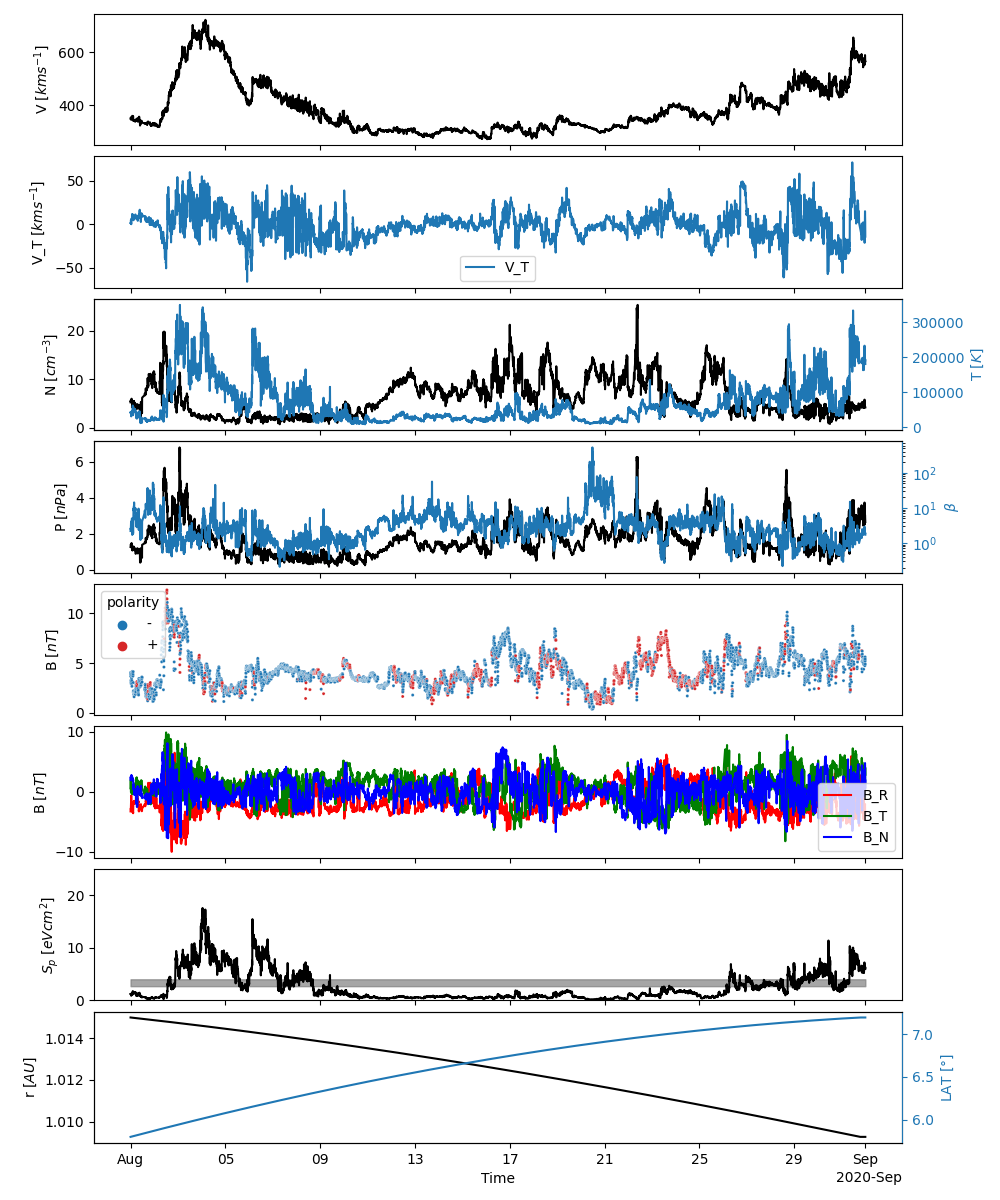 V [kms⁻¹]
600
400
V_T [kms⁻¹]
50
0
−50
V_T
N [cm⁻³]
20
10
0
300000
200000
100000
0
T [K]
P [nPa]
6
4
2
0
10²
10¹
10⁰
β
B [nT]
10
5
0
polarity
-
+
B [nT]
10
0
−10
B_R
B_T
B_N
Sₚ [eVcm²]
20
10
0
r [AU]
1.014
1.012
1.010
7.0
6.5
6.0
LAT [°]
Aug 05 09 13 17 21 25 29 Sep
Time
2020-Sep